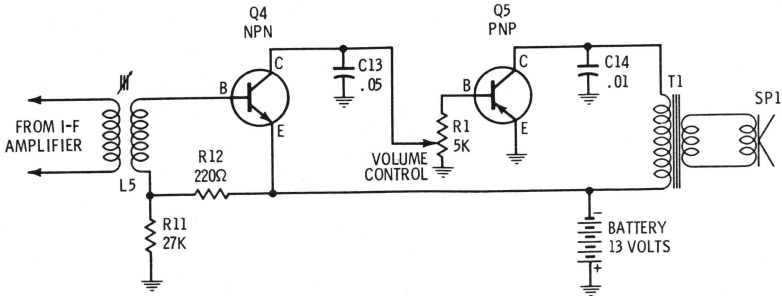 Q4
NPN
Q5
PNP
C
C13
.05
B
E
C
C14
.01
B
E
T1
SP1
FROM I-F
AMPLIFIER
L5
R12
220Ω
R11
27K
R1
5K
VOLUME
CONTROL
−
BATTERY
13 VOLTS
+